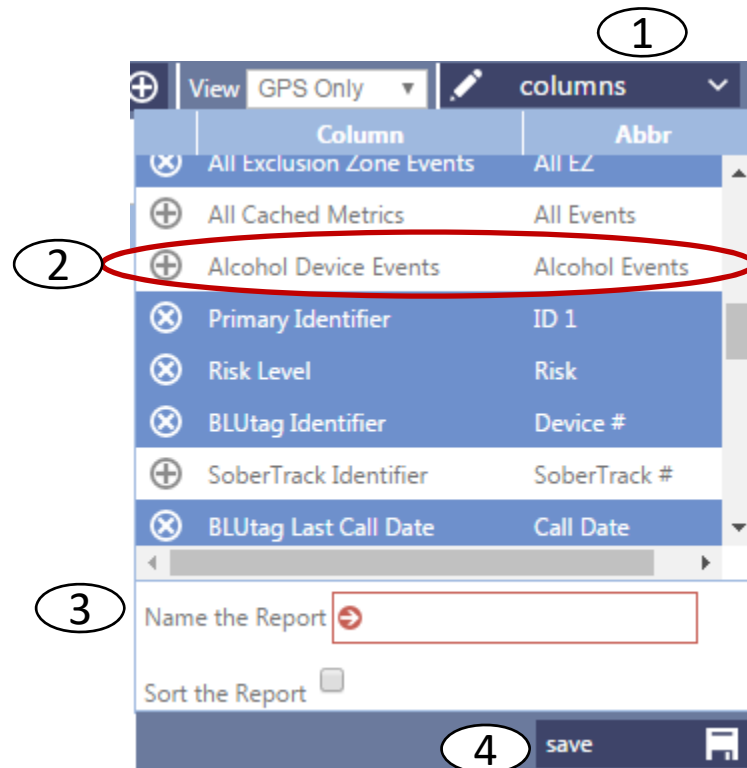 1
View GPS Only columns
Column Abbr
All Exclusion Zone Events All EZ
All Cached Metrics All Events
2 Alcohol Device Events Alcohol Events
Primary Identifier ID 1
Risk Level Risk
BLUtag Identifier Device #
SoberTrack Identifier SoberTrack #
BLUtag Last Call Date Call Date
3 Name the Report
Sort the Report
4 save